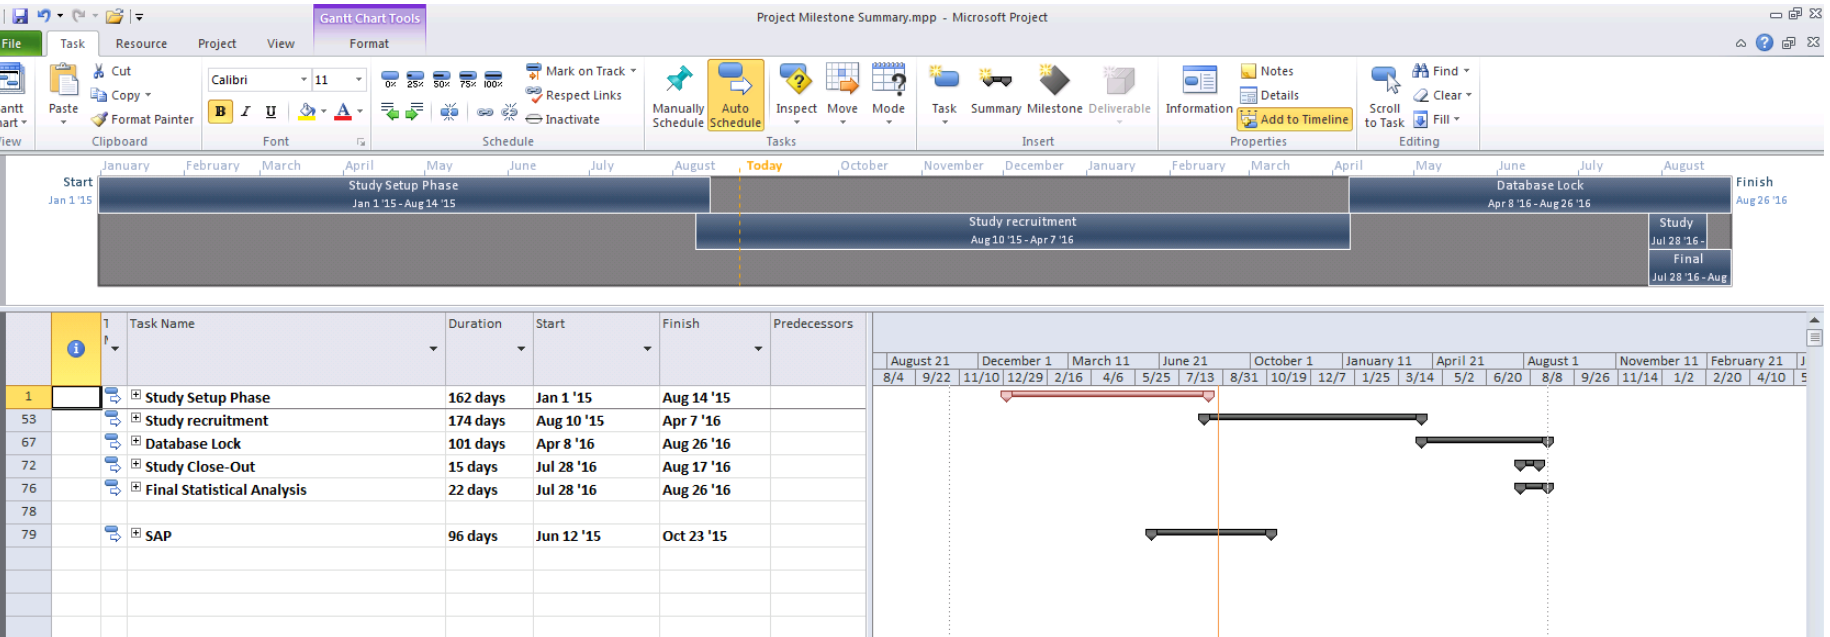 Gantt Chart Tools
Project Milestone Summary.mpp - Microsoft Project
File Task Resource Project View Format
Cut
Copy
Format Painter
Paste
Clipboard
Calibri 11
B I U A
Font
0% 25% 50% 75% 100%
Mark on Track
Respect Links
Inactivate
Schedule
Manually Schedule
Auto Schedule
Inspect Move Mode
Tasks
Task Summary Milestone Deliverable
Insert
Information
Notes
Details
Add to Timeline
Properties
Scroll to Task
Find
Clear
Fill
Editing
January February March April May June July August Today October November December January February March April May June July August
Start
Jan 1 '15
Study Setup Phase
Jan 1 '15 - Aug 14 '15
Database Lock
Apr 8 '16 - Aug 26 '16
Finish
Aug 26 '16
Study recruitment
Aug 10 '15 - Apr 7 '16
Study
Jul 28 '16 -
Final
Jul 28 '16 - Aug
Task Name Duration Start Finish Predecessors
August 21 December 1 March 11 June 21 October 1 January 11 April 21 August 1 November 11 February 21 J
8/4 9/22 11/10 12/29 2/16 4/6 5/25 7/13 8/31 10/19 12/7 1/25 3/14 5/2 6/20 8/8 9/26 11/14 1/2 2/20 4/10 5
1 Study Setup Phase 162 days Jan 1 '15 Aug 14 '15
53 Study recruitment 174 days Aug 10 '15 Apr 7 '16
67 Database Lock 101 days Apr 8 '16 Aug 26 '16
72 Study Close-Out 15 days Jul 28 '16 Aug 17 '16
76 Final Statistical Analysis 22 days Jul 28 '16 Aug 26 '16
78
79 SAP 96 days Jun 12 '15 Oct 23 '15